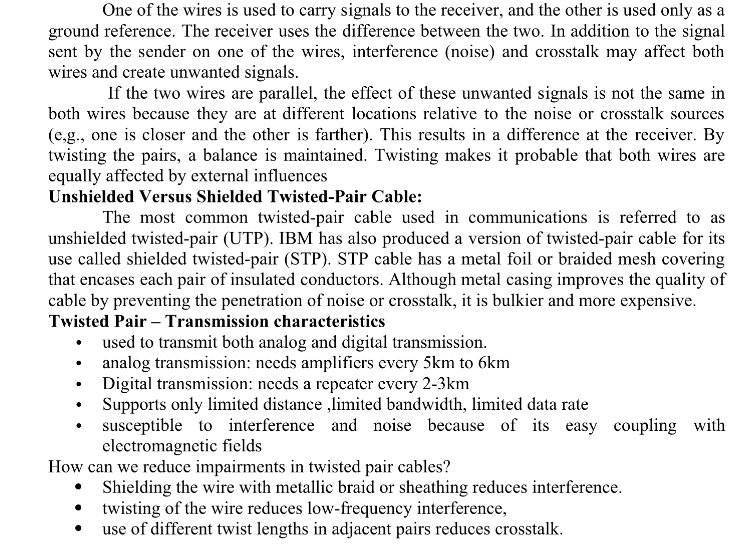 One of the wires is used to carry signals to the receiver, and the other is used only as a
ground reference. The receiver uses the difference between the two. In addition to the signal
sent by the sender on one of the wires, interference (noise) and crosstalk may affect both
wires and create unwanted signals.
If the two wires are parallel, the effect of these unwanted signals is not the same in
both wires because they are at different locations relative to the noise or crosstalk sources
(e,g., one is closer and the other is farther). This results in a difference at the receiver. By
twisting the pairs, a balance is maintained. Twisting makes it probable that both wires are
equally affected by external influences
Unshielded Versus Shielded Twisted-Pair Cable:
The most common twisted-pair cable used in communications is referred to as
unshielded twisted-pair (UTP). IBM has also produced a version of twisted-pair cable for its
use called shielded twisted-pair (STP). STP cable has a metal foil or braided mesh covering
that encases each pair of insulated conductors. Although metal casing improves the quality of
cable by preventing the penetration of noise or crosstalk, it is bulkier and more expensive.
Twisted Pair – Transmission characteristics
• used to transmit both analog and digital transmission.
• analog transmission: needs amplifiers every 5km to 6km
• Digital transmission: needs a repeater every 2-3km
• Supports only limited distance ,limited bandwidth, limited data rate
• susceptible to interference and noise because of its easy coupling with
electromagnetic fields
How can we reduce impairments in twisted pair cables?
• Shielding the wire with metallic braid or sheathing reduces interference.
• twisting of the wire reduces low-frequency interference,
• use of different twist lengths in adjacent pairs reduces crosstalk.